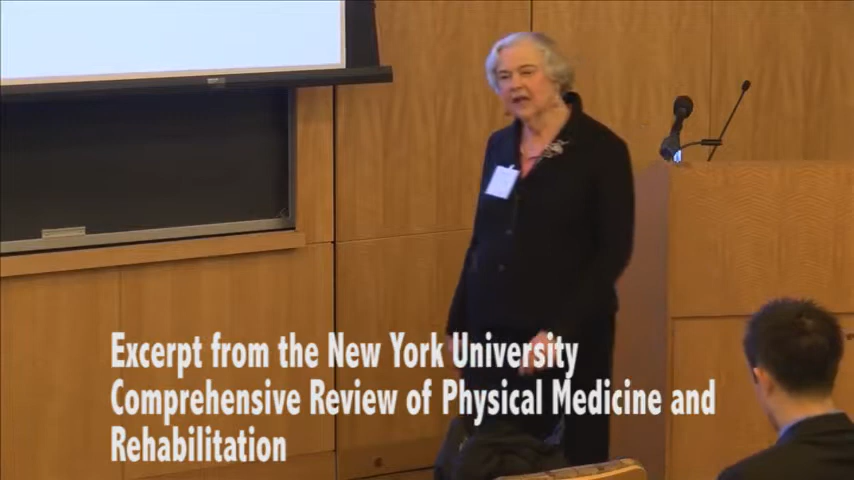 Excerpt from the New York University
Comprehensive Review of Physical Medicine and
Rehabilitation